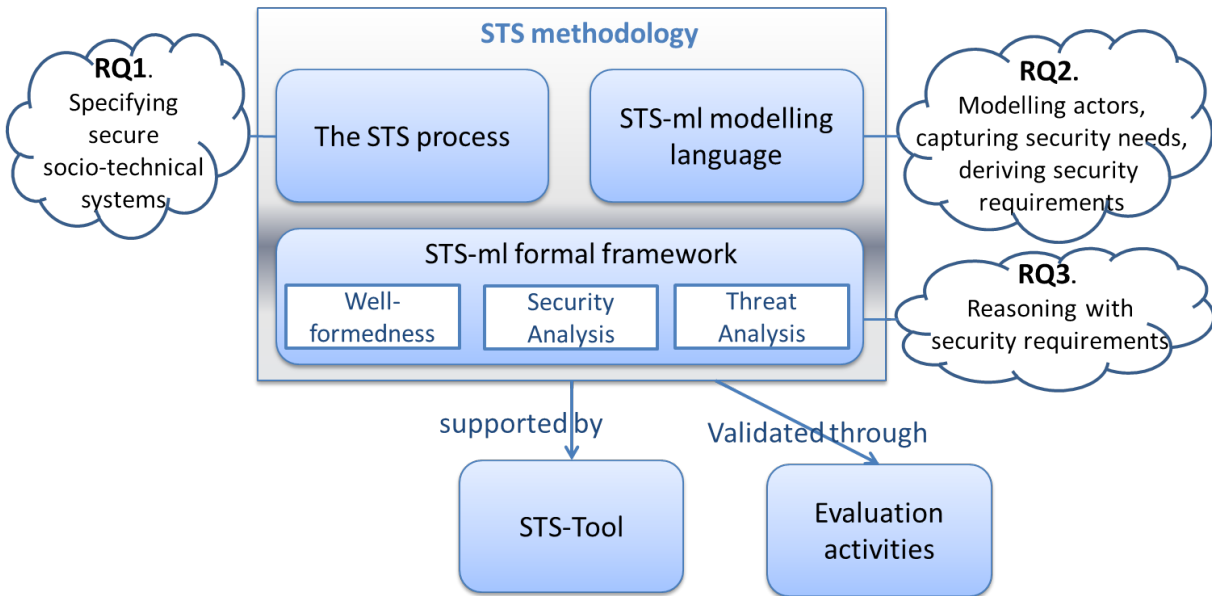 STS methodology
RQ1.
Specifying
secure
socio-technical
systems
The STS process
STS-ml modelling
language
RQ2.
Modelling actors,
capturing security needs,
deriving security
requirements
STS-ml formal framework
Well-
formedness
Security
Analysis
Threat
Analysis
RQ3.
Reasoning with
security requirements
supported by
Validated through
STS-Tool
Evaluation
activities